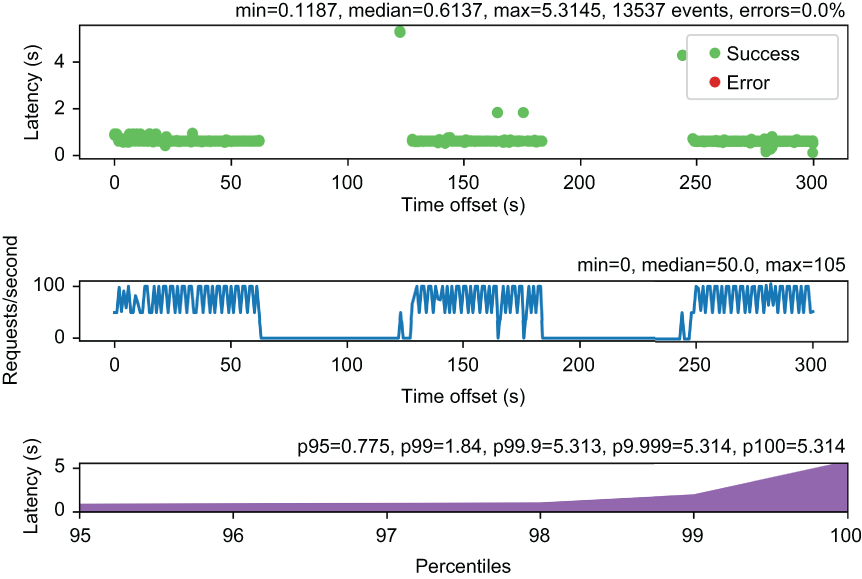 min=0.1187, median=0.6137, max=5.3145, 13537 events, errors=0.0%
Latency (s)
4
2
0
Success
Error
0 50 100 150 200 250 300
Time offset (s)
min=0, median=50.0, max=105
Requests/second
100
0
0 50 100 150 200 250 300
Time offset (s)
p95=0.775, p99=1.84, p99.9=5.313, p9.999=5.314, p100=5.314
Latency (s)
5
0
95 96 97 98 99 100
Percentiles